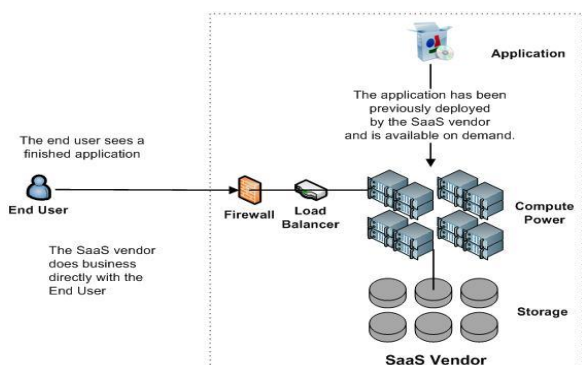 Application
The application has been
previously deployed
by the SaaS vendor
and is available on demand.
The end user sees a
finished application
End User
Firewall
Load
Balancer
Compute
Power
The SaaS vendor
does business
directly with the
End User
Storage
SaaS Vendor